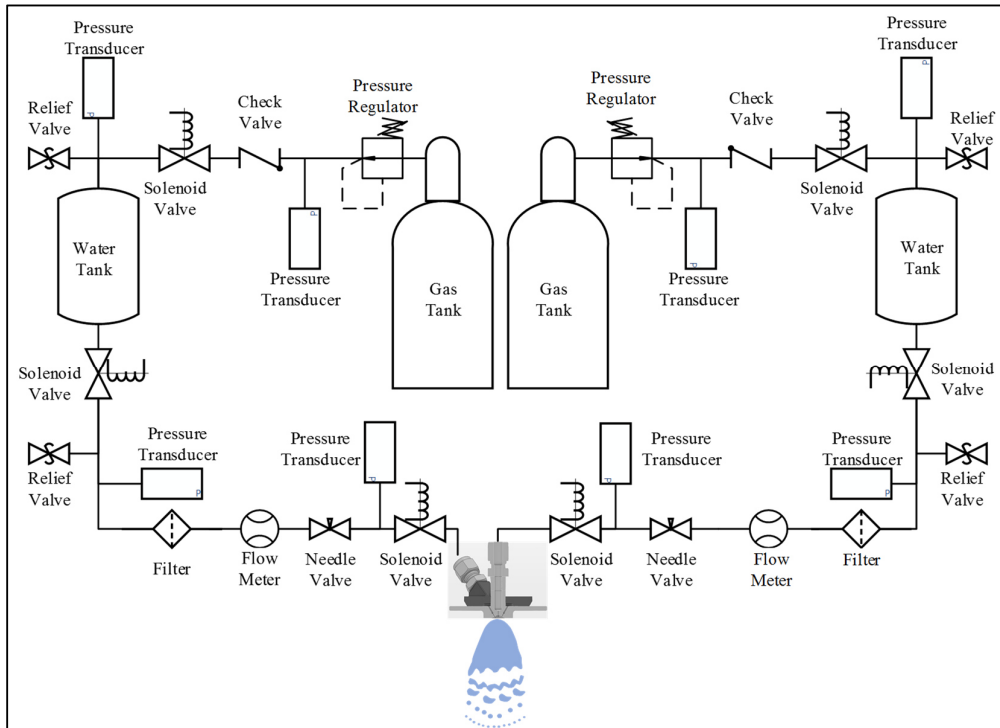 Pressure
Transducer
Pressure
Transducer
P
P
Pressure
Regulator
Pressure
Regulator
Relief
Valve
Check
Valve
Check
Valve
Relief
Valve
Solenoid
Valve
Solenoid
Valve
P
P
Water
Tank
Pressure
Transducer
Gas
Tank
Gas
Tank
Pressure
Transducer
Water
Tank
Solenoid
Valve
Solenoid
Valve
Pressure
Transducer
Pressure
Transducer
Pressure
Transducer
Pressure
Transducer
P
P
P
P
Relief
Valve
Relief
Valve
Filter
Flow
Meter
Needle
Valve
Solenoid
Valve
Solenoid
Valve
Needle
Valve
Flow
Meter
Filter